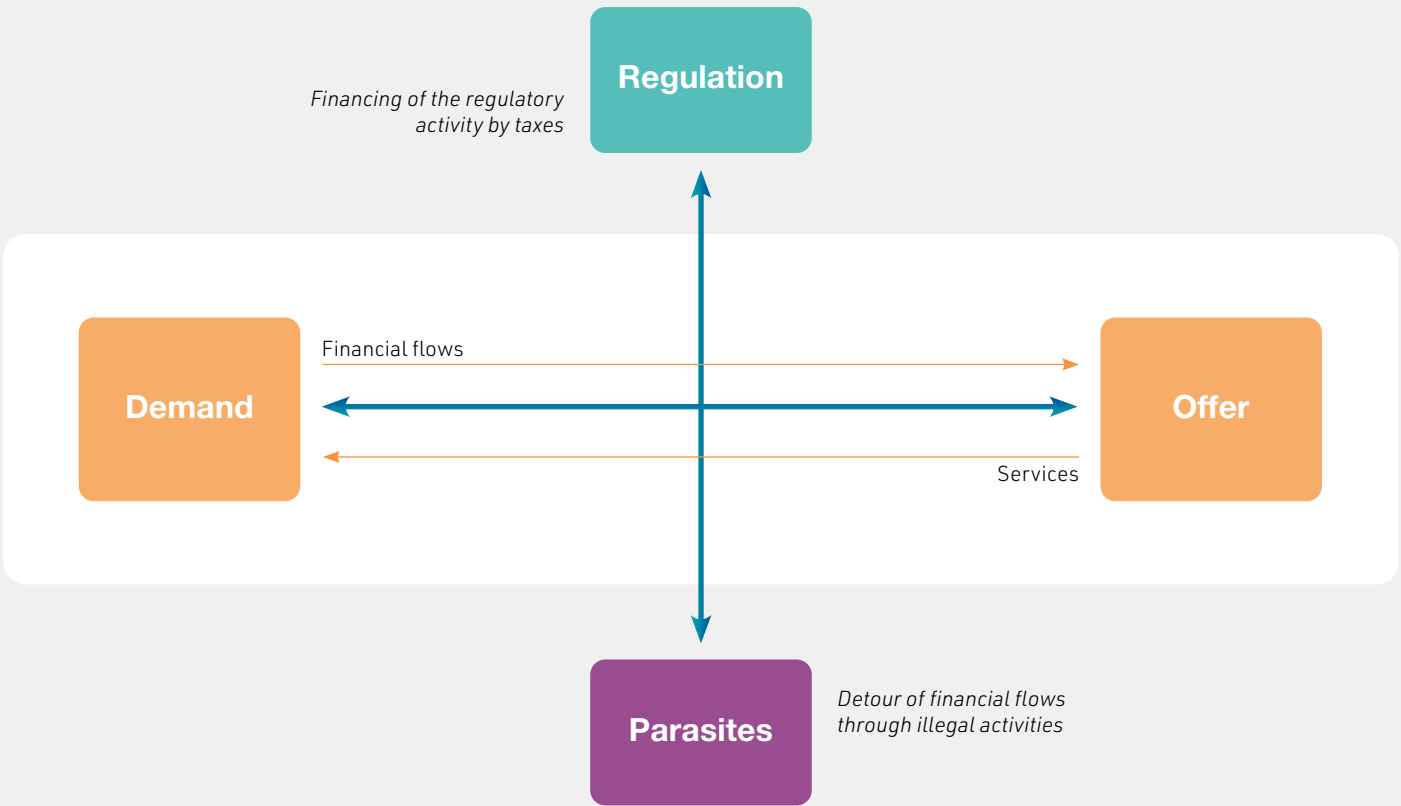 Regulation
Financing of the regulatory
activity by taxes
Financial flows
Demand
Offer
Services
Parasites
Detour of financial flows
through illegal activities